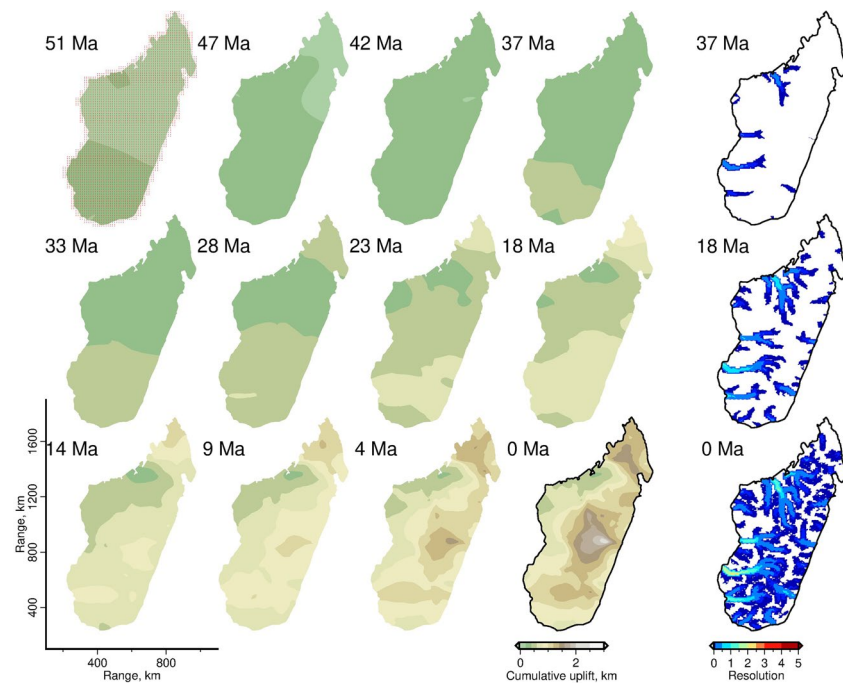 51 Ma 47 Ma 42 Ma 37 Ma 37 Ma
33 Ma 28 Ma 23 Ma 18 Ma 18 Ma
14 Ma 9 Ma 4 Ma 0 Ma 0 Ma
1600
1200
800
400
Range, km
400 800
Range, km
0 2
Cumulative uplift, km
0 1 2 3 4 5
Resolution